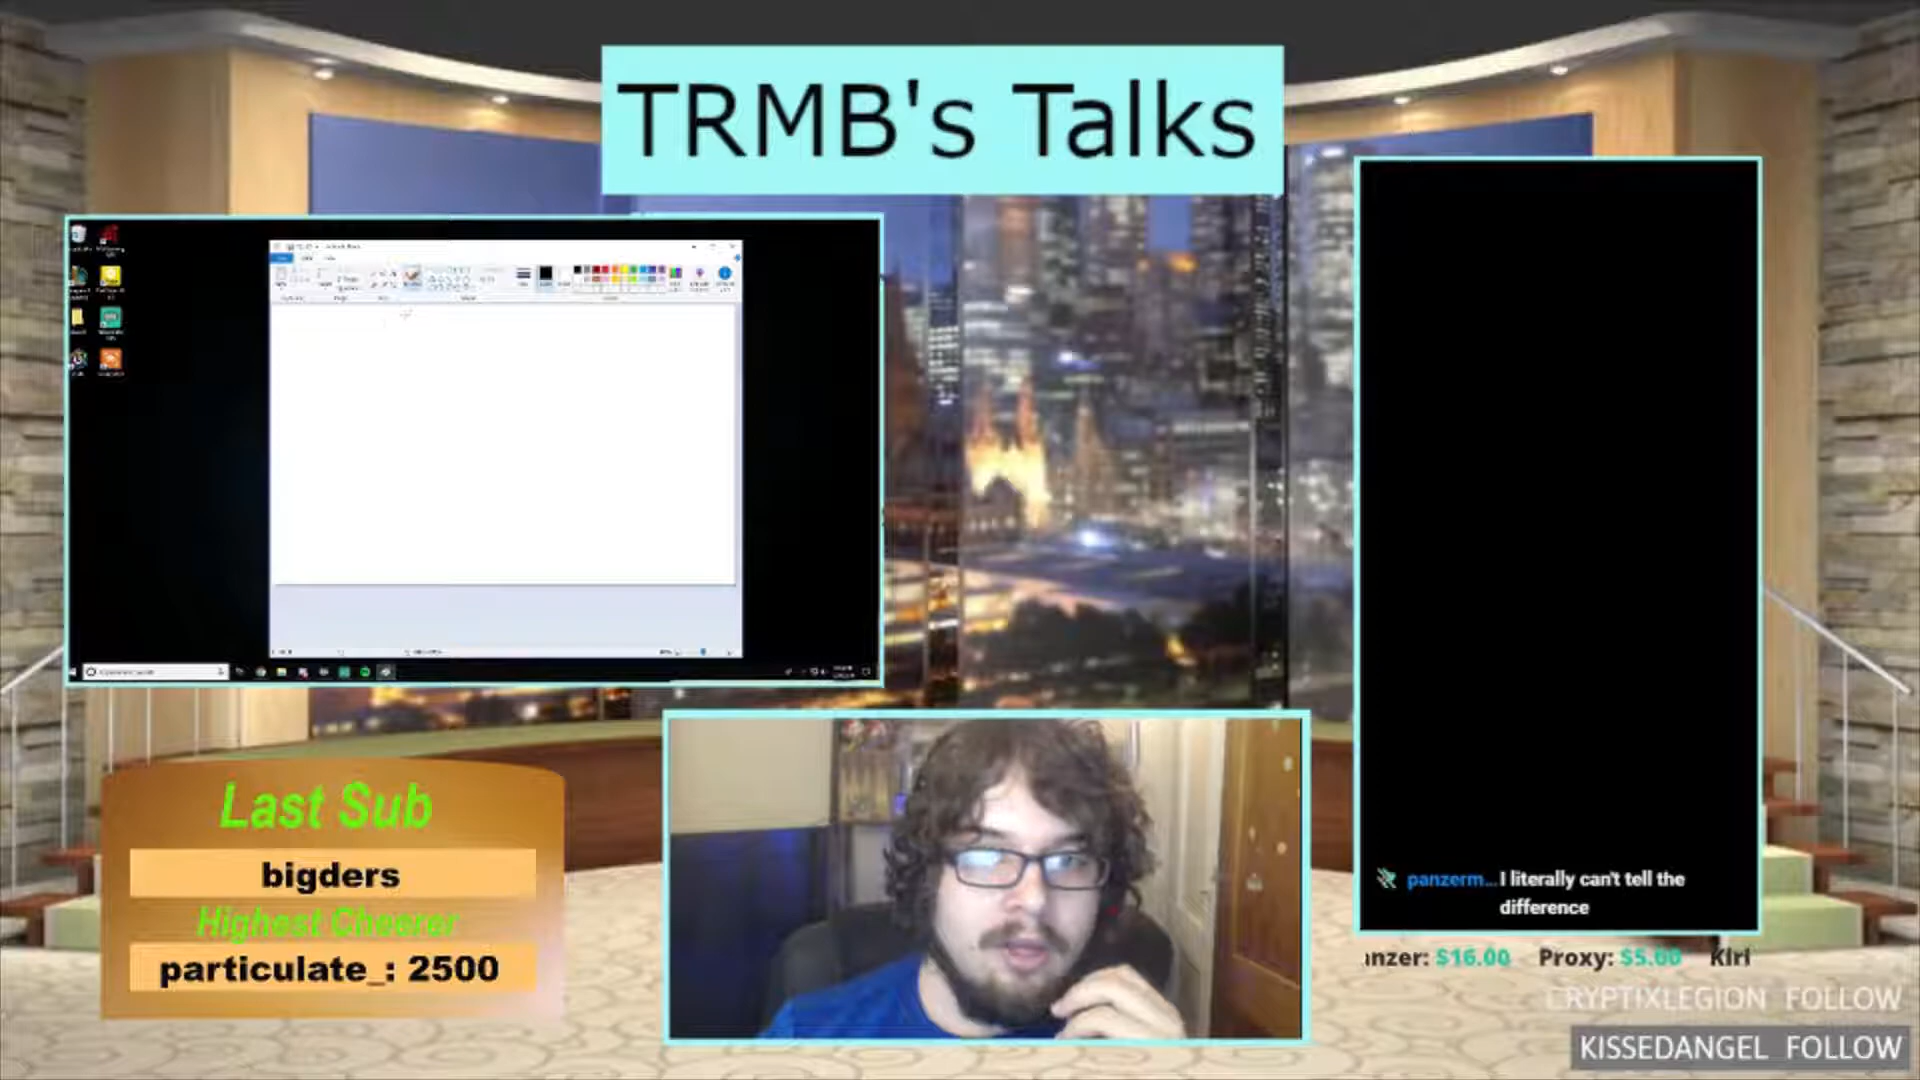 TRMB's Talks
Last Sub
bigders
Highest Cheerer
particulate_: 2500
panzerm... I literally can't tell the
difference
anzer: $16.00 Proxy: $5.00 Kiri
CRYPTIXLEGION FOLLOW
KISSEDANGEL FOLLOW